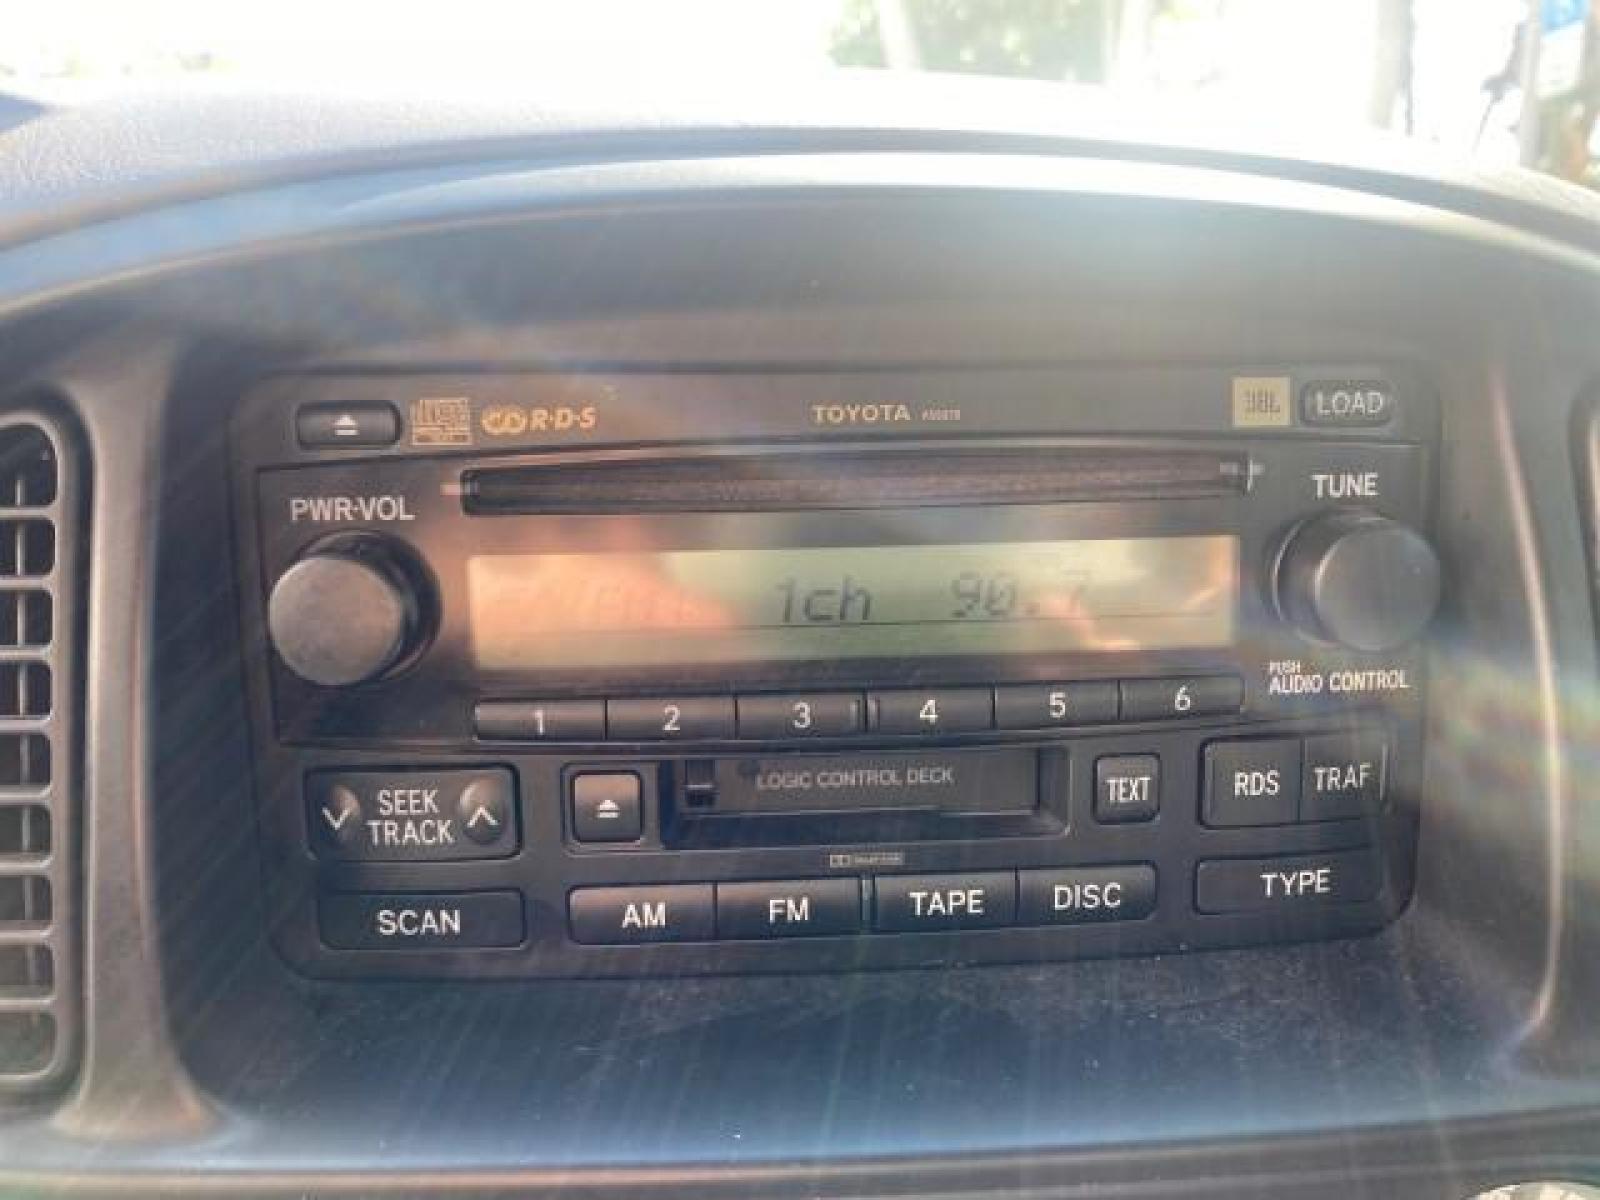 R·D·S
TOYOTA
JBL
LOAD
PWR·VOL
TUNE
1ch 90.7
PUSH
AUDIO CONTROL
1 2 3 4 5 6
SEEK
TRACK
LOGIC CONTROL DECK
TEXT
RDS
TRAF
SCAN
AM
FM
TAPE
DISC
TYPE